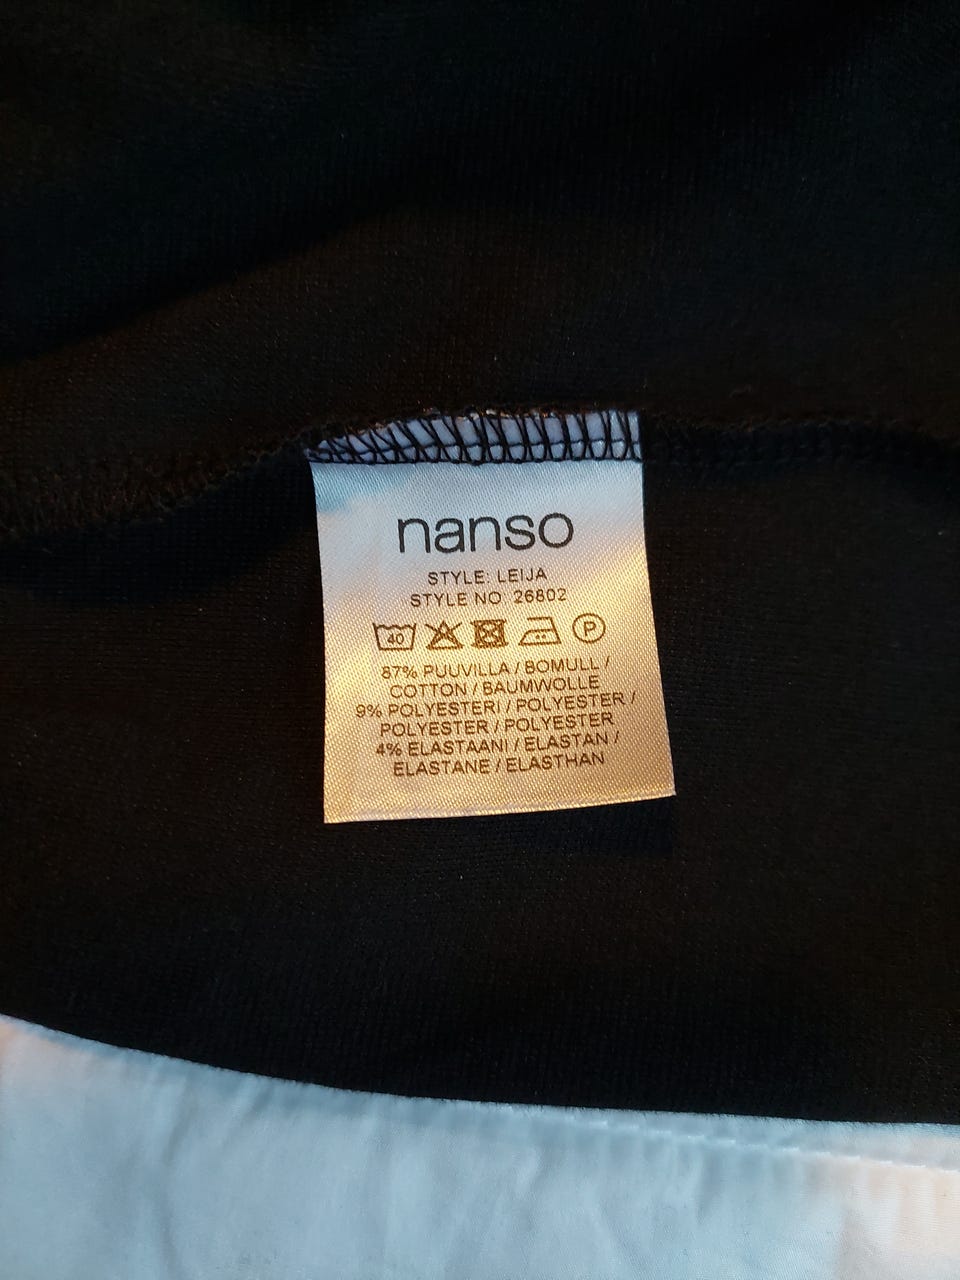 nanso
STYLE: LEIJA
STYLE NO: 26802
40 P
87% PUUVILLA / BOMULL /
COTTON / BAUMWOLLE
9% POLYESTERI / POLYESTER /
POLYESTER / POLYESTER
4% ELASTAANI / ELASTAN /
ELASTANE / ELASTHAN